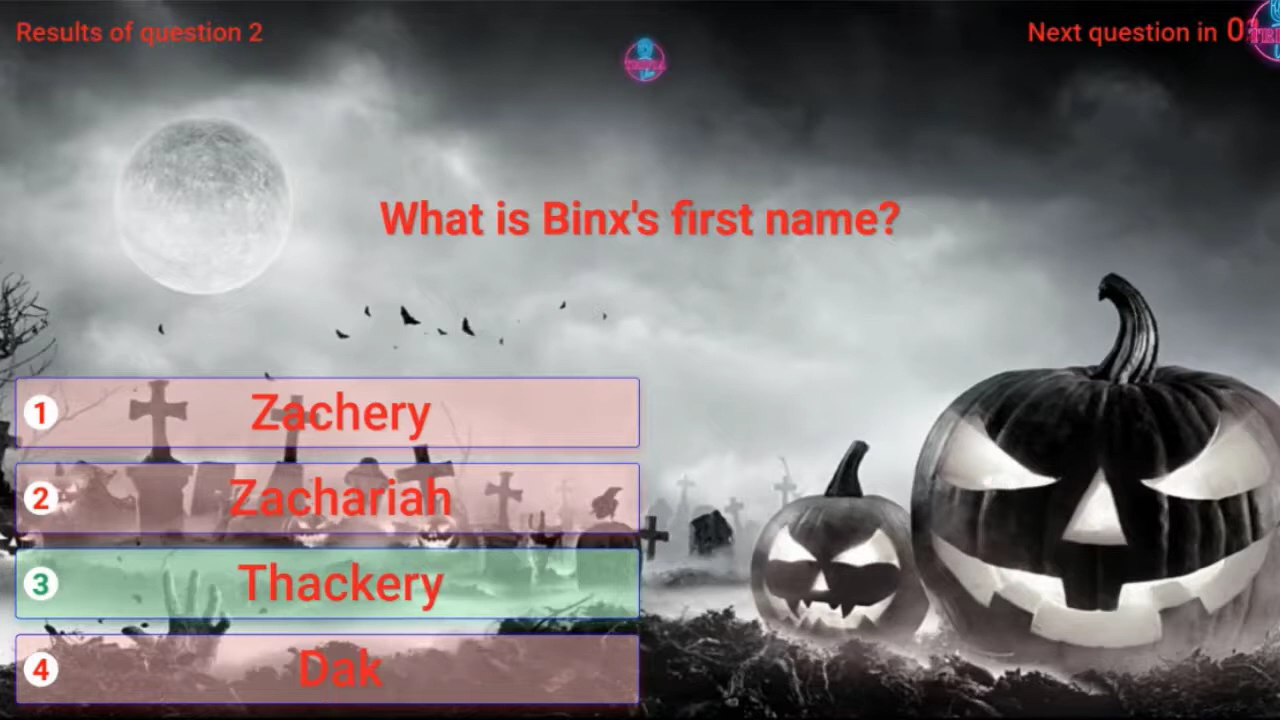 Results of question 2
Next question in
What is Binx's first name?
1 Zachery
2 Zachariah
3 Thackery
4 Dak